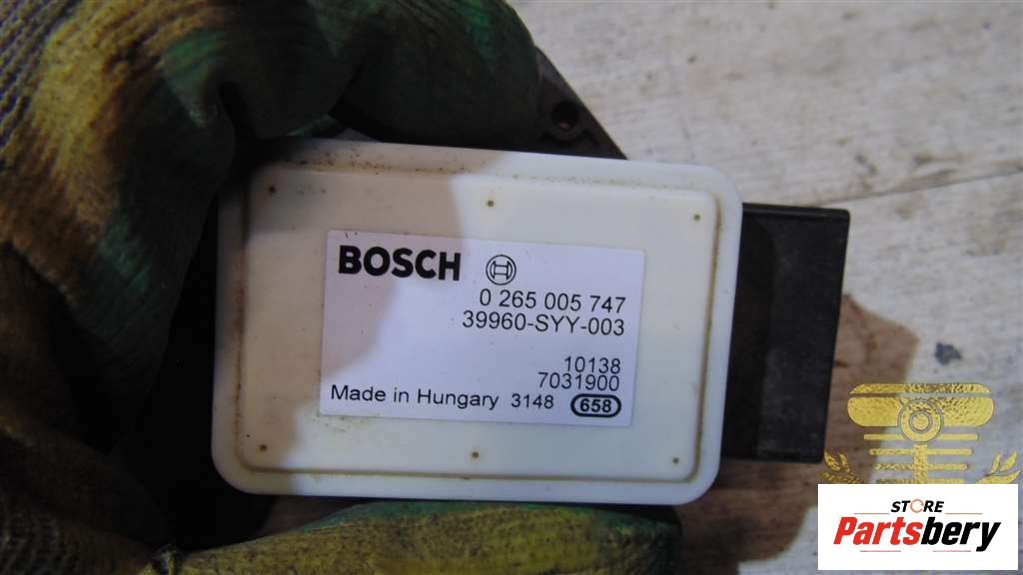 BOSCH
0 265 005 747
39960-SYY-003
10138
7031900
Made in Hungary 3148 658
STORE
Partsbery